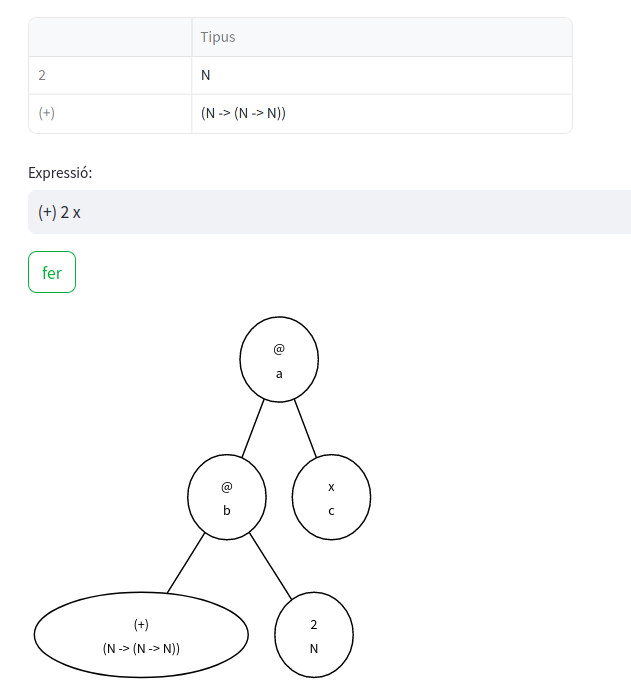 Tipus
2 N
(+) (N -> (N -> N))
Expressió:
(+) 2 x
fer
@
a
@ x
b c
(+) 2
(N -> (N -> N)) N